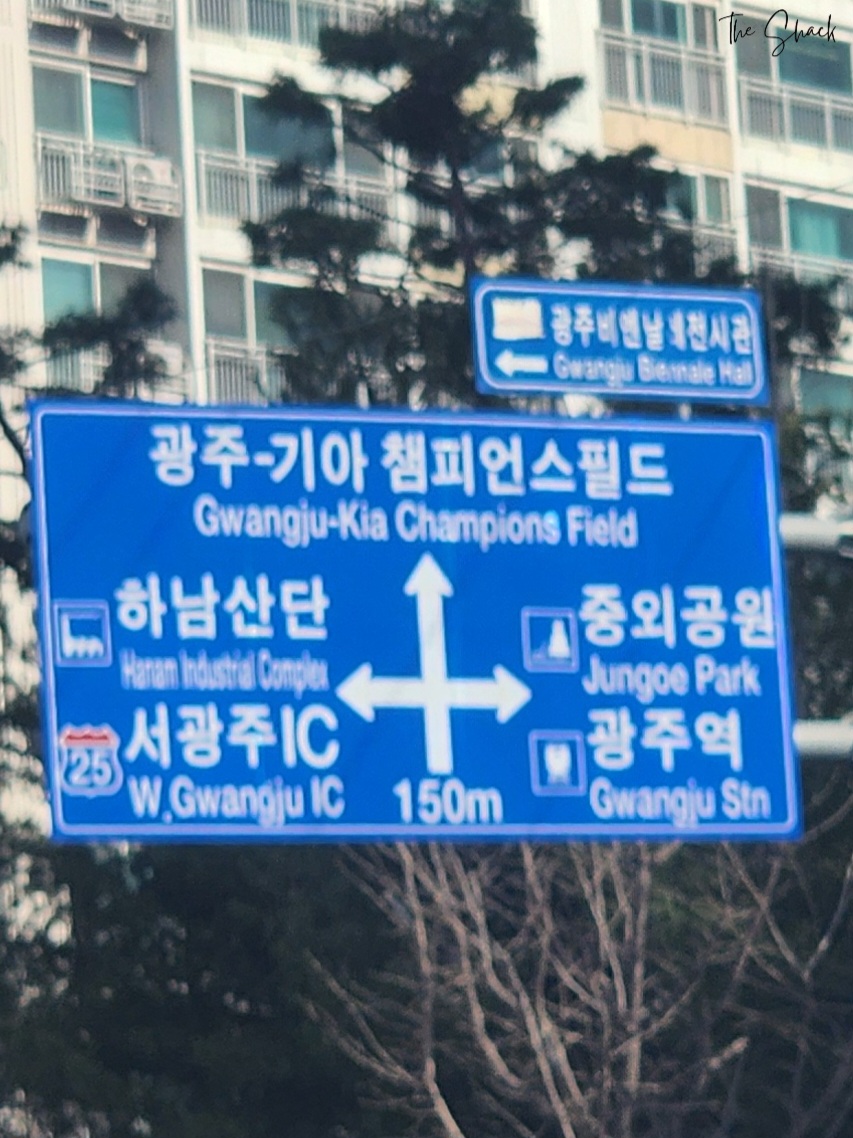 The Shack
광주비엔날레전시관
Gwangju Biennale Hall
광주-기아 챔피언스필드
Gwangju-Kia Champions Field
하남산단
Hanam Industrial Complex
25
서광주IC
W.Gwangju IC
150m
중외공원
Jungoe Park
광주역
Gwangju Stn